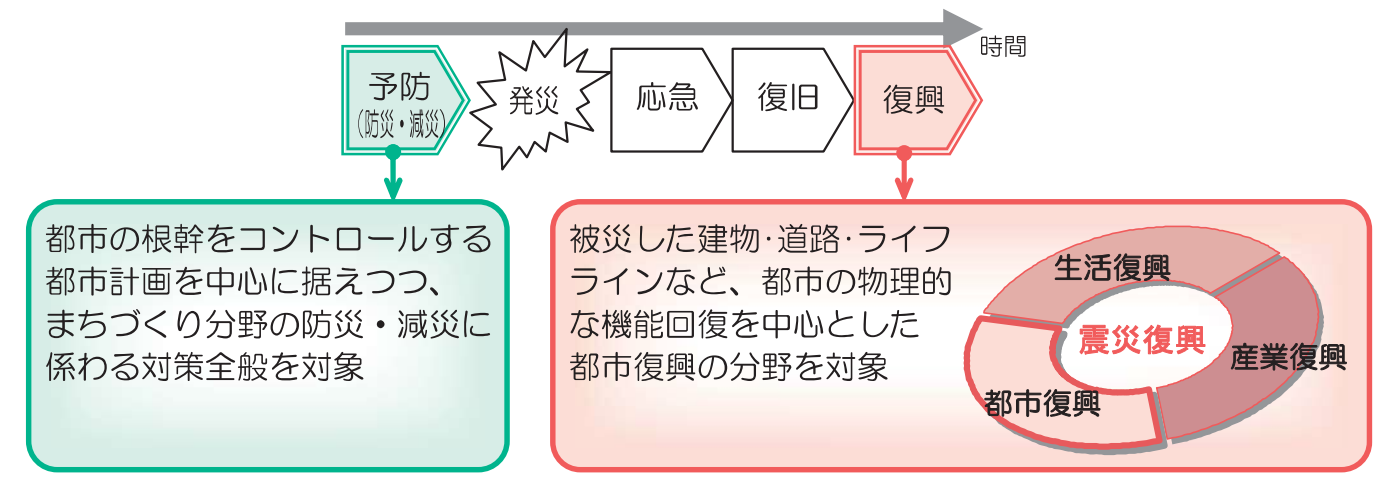 時間
予防
(防災・減災)
発災
応急
復旧
復興
都市の根幹をコントロールする
都市計画を中心に据えつつ、
まちづくり分野の防災・減災に
係わる対策全般を対象
被災した建物・道路・ライフ
ラインなど、都市の物理的
な機能回復を中心とした
都市復興の分野を対象
生活復興
震災復興
産業復興
都市復興